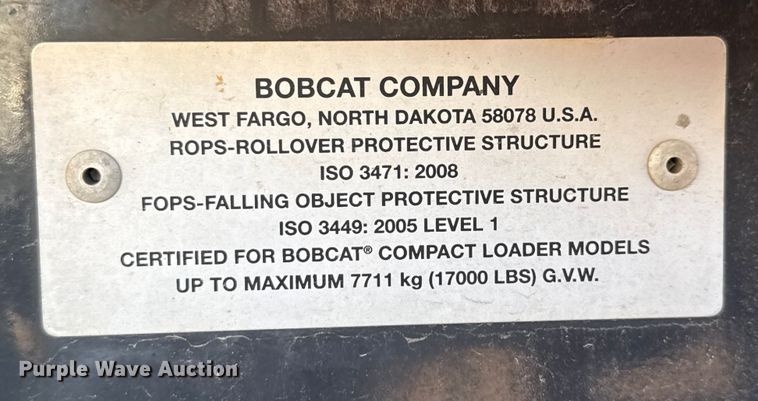 BOBCAT COMPANY
WEST FARGO, NORTH DAKOTA 58078 U.S.A.
ROPS-ROLLOVER PROTECTIVE STRUCTURE
ISO 3471: 2008
FOPS-FALLING OBJECT PROTECTIVE STRUCTURE
ISO 3449: 2005 LEVEL 1
CERTIFIED FOR BOBCAT® COMPACT LOADER MODELS
UP TO MAXIMUM 7711 kg (17000 LBS) G.V.W.
Purple Wave Auction